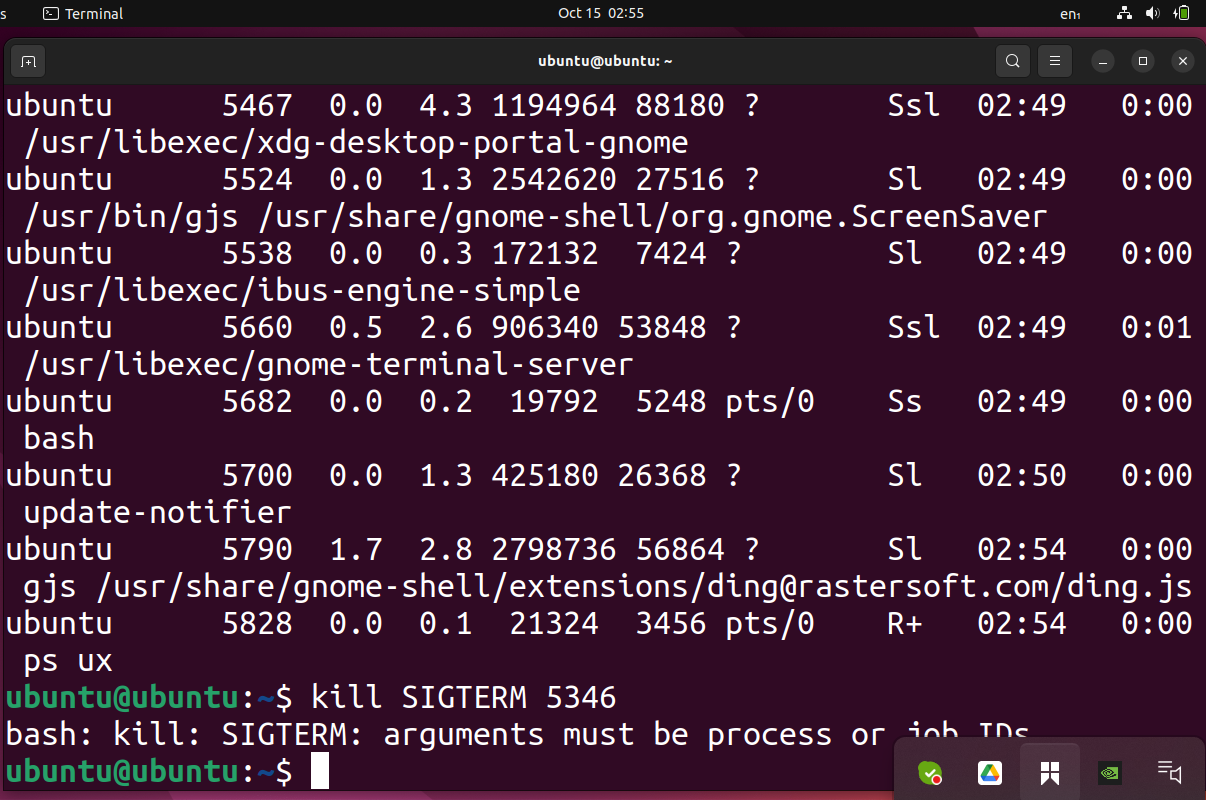 s Terminal Oct 15 02:55 en₁
ubuntu@ubuntu: ~
ubuntu 5467 0.0 4.3 1194964 88180 ? Ssl 02:49 0:00
/usr/libexec/xdg-desktop-portal-gnome
ubuntu 5524 0.0 1.3 2542620 27516 ? Sl 02:49 0:00
/usr/bin/gjs /usr/share/gnome-shell/org.gnome.ScreenSaver
ubuntu 5538 0.0 0.3 172132 7424 ? Sl 02:49 0:00
/usr/libexec/ibus-engine-simple
ubuntu 5660 0.5 2.6 906340 53848 ? Ssl 02:49 0:01
/usr/libexec/gnome-terminal-server
ubuntu 5682 0.0 0.2 19792 5248 pts/0 Ss 02:49 0:00
bash
ubuntu 5700 0.0 1.3 425180 26368 ? Sl 02:50 0:00
update-notifier
ubuntu 5790 1.7 2.8 2798736 56864 ? Sl 02:54 0:00
gjs /usr/share/gnome-shell/extensions/ding@rastersoft.com/ding.js
ubuntu 5828 0.0 0.1 21324 3456 pts/0 R+ 02:54 0:00
ps ux
ubuntu@ubuntu:~$ kill SIGTERM 5346
bash: kill: SIGTERM: arguments must be process or job IDs
ubuntu@ubuntu:~$